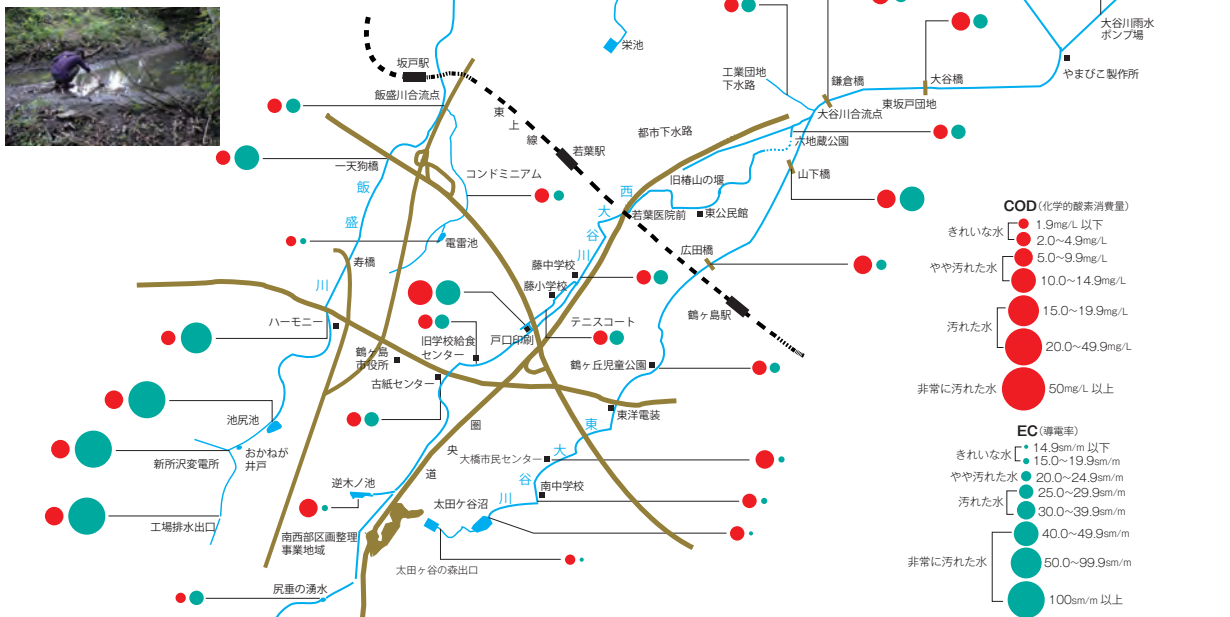 栄池
坂戸駅
飯盛川合流点
東
上
線
若葉駅
一天狗橋
コンドミニアム
飯
盛
川
電雷池
寿橋
ハーモニー
鶴ヶ島
市役所
旧学校給食
センター
古紙センター
戸口印刷
藤中学校
藤小学校
テニスコート
西
大
谷
川
若葉医院前
東公民館
旧椿山の堰
都市下水路
工業団地
下水路
鎌倉橋
大谷川合流点
六地蔵公園
山下橋
大谷橋
東坂戸団地
やまびこ製作所
大谷川雨水
ポンプ場
広田橋
鶴ヶ島駅
鶴ヶ丘児童公園
東洋電装
東
大
谷
川
大橋市民センター
南中学校
太田ケ谷沼
太田ヶ谷の森出口
圏
央
道
逆木ノ池
南西部区画整理
事業地域
尻垂の湧水
池尻池
おかねが
井戸
新所沢変電所
工場排水出口
COD(化学的酸素消費量)
きれいな水
1.9mg/L 以下
2.0~4.9mg/L
やや汚れた水
5.0~9.9mg/L
10.0~14.9mg/L
汚れた水
15.0~19.9mg/L
20.0~49.9mg/L
非常に汚れた水
50mg/L 以上
EC(導電率)
きれいな水
14.9sm/m 以下
15.0~19.9sm/m
やや汚れた水
20.0~24.9sm/m
汚れた水
25.0~29.9sm/m
30.0~39.9sm/m
非常に汚れた水
40.0~49.9sm/m
50.0~99.9sm/m
100sm/m 以上